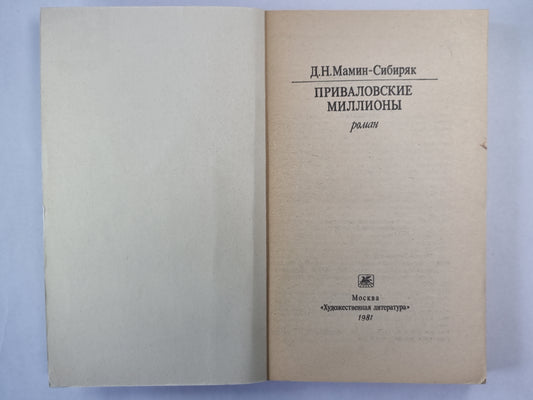 Д.Н.Мамин-Сибиряк
ПРИВАЛОВСКИЕ
МИЛЛИОНЫ
роман
Москва
«Художественная литература»
1981